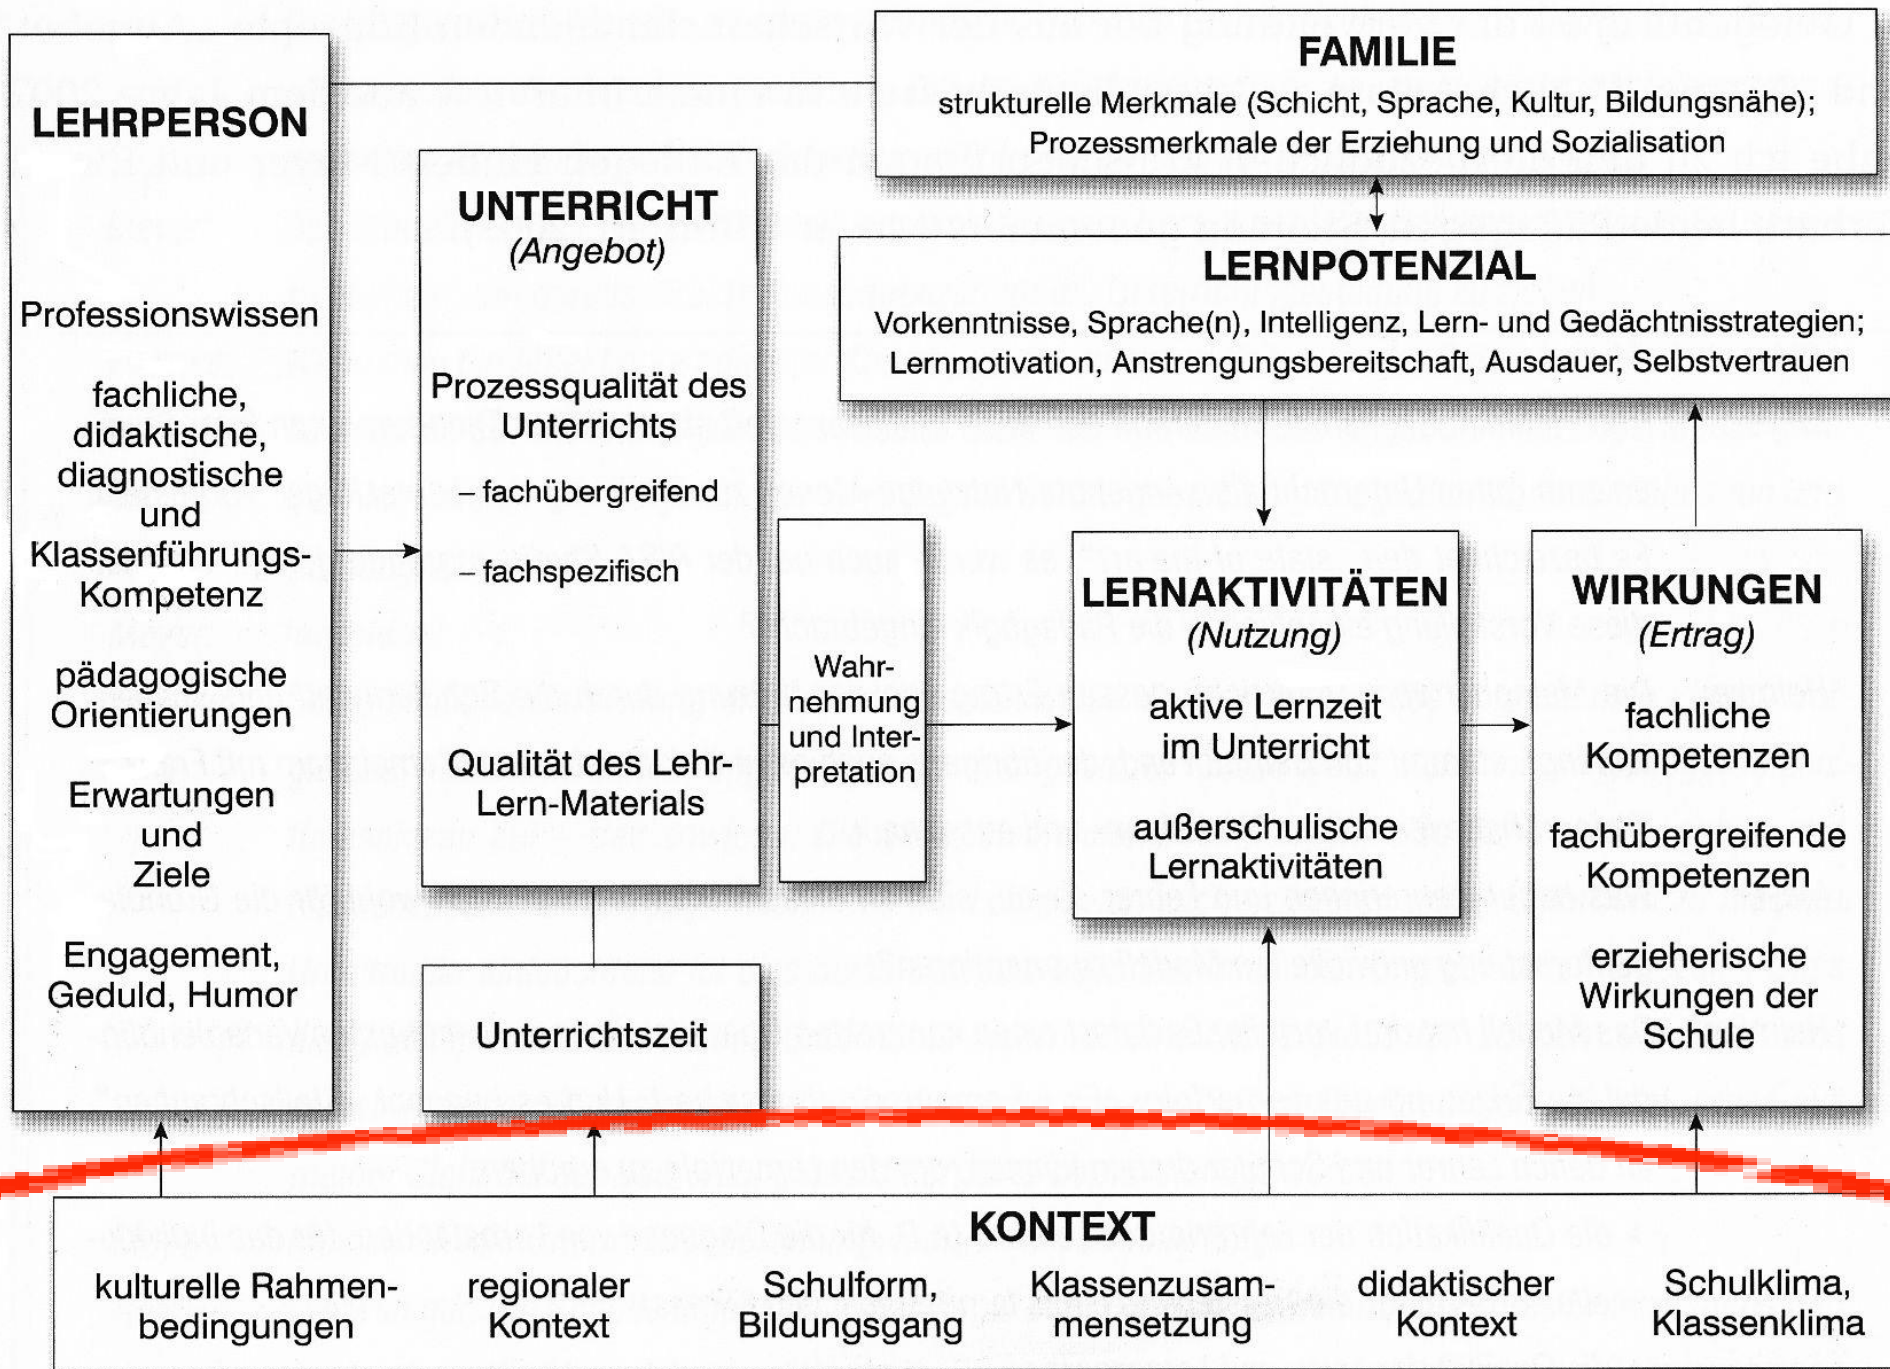 FAMILIE
strukturelle Merkmale (Schicht, Sprache, Kultur, Bildungsnähe);
Prozessmerkmale der Erziehung und Sozialisation
LEHRPERSON
Professionswissen
fachliche,
didaktische,
diagnostische
und
Klassenführungs-
Kompetenz
pädagogische
Orientierungen
Erwartungen
und
Ziele
Engagement,
Geduld, Humor
UNTERRICHT
(Angebot)
Prozessqualität des
Unterrichts
– fachübergreifend
– fachspezifisch
Qualität des Lehr-
Lern-Materials
Unterrichtszeit
LERNPOTENZIAL
Vorkenntnisse, Sprache(n), Intelligenz, Lern- und Gedächtnisstrategien;
Lernmotivation, Anstrengungsbereitschaft, Ausdauer, Selbstvertrauen
Wahr-
nehmung
und Inter-
pretation
LERNAKTIVITÄTEN
(Nutzung)
aktive Lernzeit
im Unterricht
außerschulische
Lernaktivitäten
WIRKUNGEN
(Ertrag)
fachliche
Kompetenzen
fachübergreifende
Kompetenzen
erzieherische
Wirkungen der
Schule
KONTEXT
kulturelle Rahmen-
bedingungen
regionaler
Kontext
Schulform,
Bildungsgang
Klassenzusam-
mensetzung
didaktischer
Kontext
Schulklima,
Klassenklima